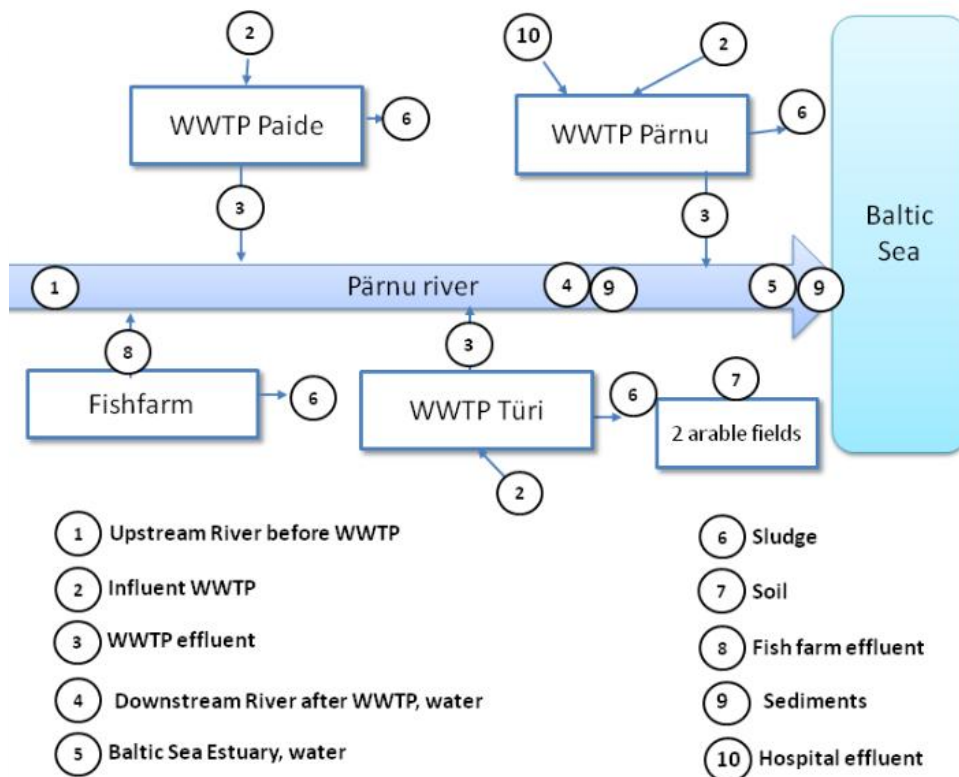 2
10
2
WWTP Paide
6
WWTP Pärnu
6
3
3
Baltic
Sea
1
Pärnu river
4
9
5
9
8
3
Fishfarm
6
WWTP Türi
6
7
2 arable fields
2
1 Upstream River before WWTP
2 Influent WWTP
3 WWTP effluent
4 Downstream River after WWTP, water
5 Baltic Sea Estuary, water
6 Sludge
7 Soil
8 Fish farm effluent
9 Sediments
10 Hospital effluent